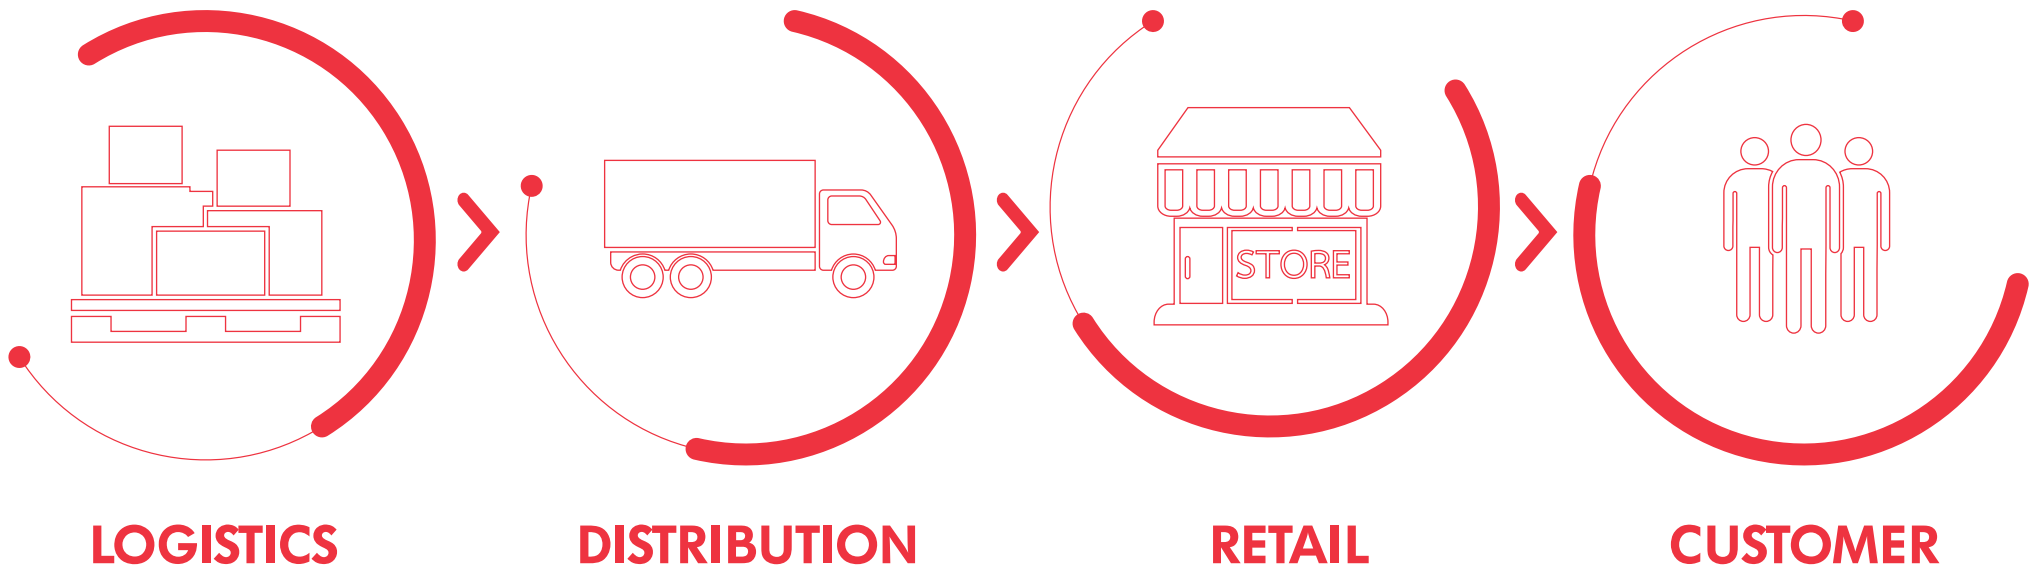 STORE
LOGISTICS
DISTRIBUTION
RETAIL
CUSTOMER